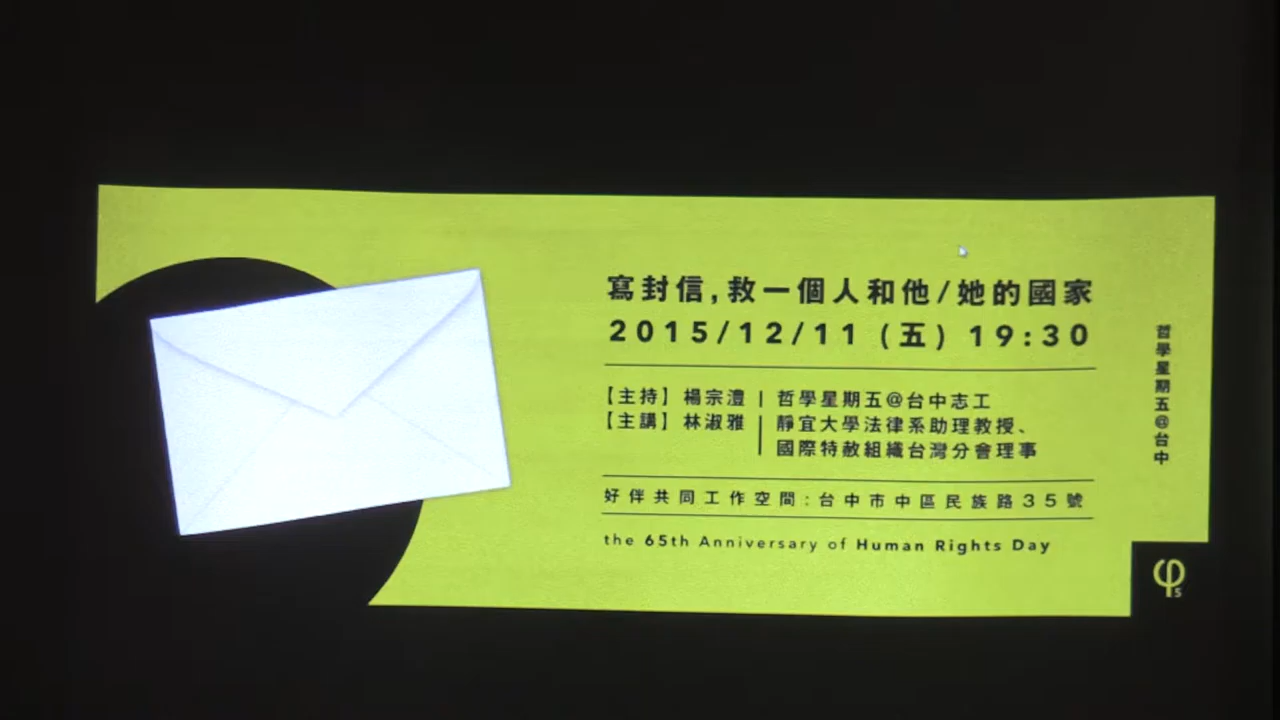 寫封信,救一個人和他/她的國家
2015/12/11 (五) 19:30
【主持】楊宗澧│哲學星期五@台中志工
【主講】林淑雅│靜宜大學法律系助理教授、
國際特赦組織台灣分會理事
好伴共同工作空間:台中市中區民族路35號
the 65th Anniversary of Human Rights Day
哲學星期五@台中
φ5